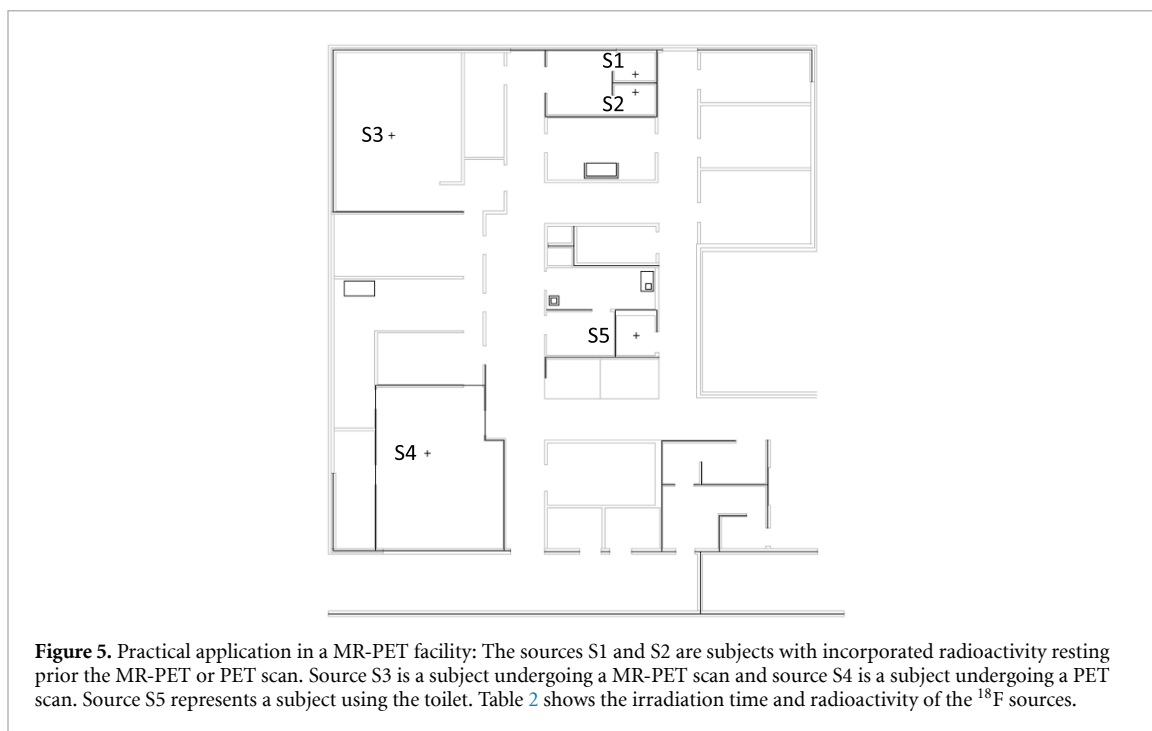 S1
S2
S3
S5
S4
Figure 5. Practical application in a MR-PET facility: The sources S1 and S2 are subjects with incorporated radioactivity resting
prior the MR-PET or PET scan. Source S3 is a subject undergoing a MR-PET scan and source S4 is a subject undergoing a PET
scan. Source S5 represents a subject using the toilet. Table 2 shows the irradiation time and radioactivity of the ¹⁸F sources.